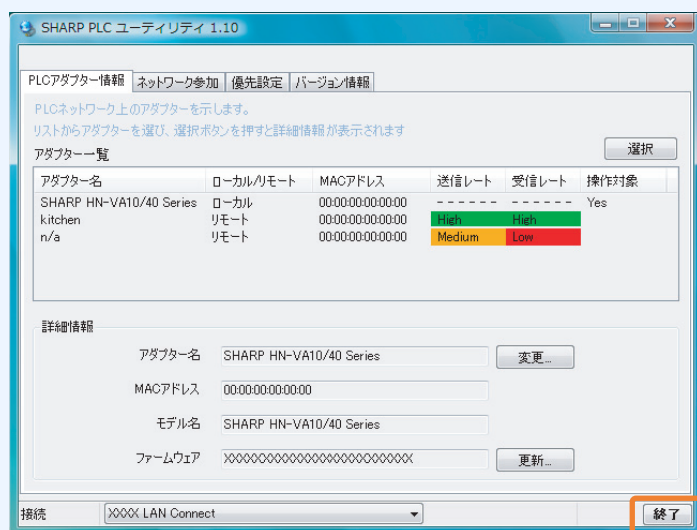 SHARP PLC ユーティリティ 1.10
PLCアダプター情報 ネットワーク参加 優先設定 バージョン情報
PLCネットワーク上のアダプターを示します。
リストからアダプターを選び、選択ボタンを押すと詳細情報が表示されます
アダプター一覧 選択
アダプター名 ローカル/リモート MACアドレス 送信レート 受信レート 操作対象
SHARP HN-VA10/40 Series ローカル 00:00:00:00:00:00 - - - - - - - - - - - - Yes
kitchen リモート 00:00:00:00:00:00 High High
n/a リモート 00:00:00:00:00:00 Medium Low
詳細情報
アダプター名 SHARP HN-VA10/40 Series 変更...
MACアドレス 00:00:00:00:00:00
モデル名 SHARP HN-VA10/40 Series
ファームウェア XXXXXXXXXXXXXXXXXXXXXXXXX 更新...
接続 XXXX LAN Connect 終了